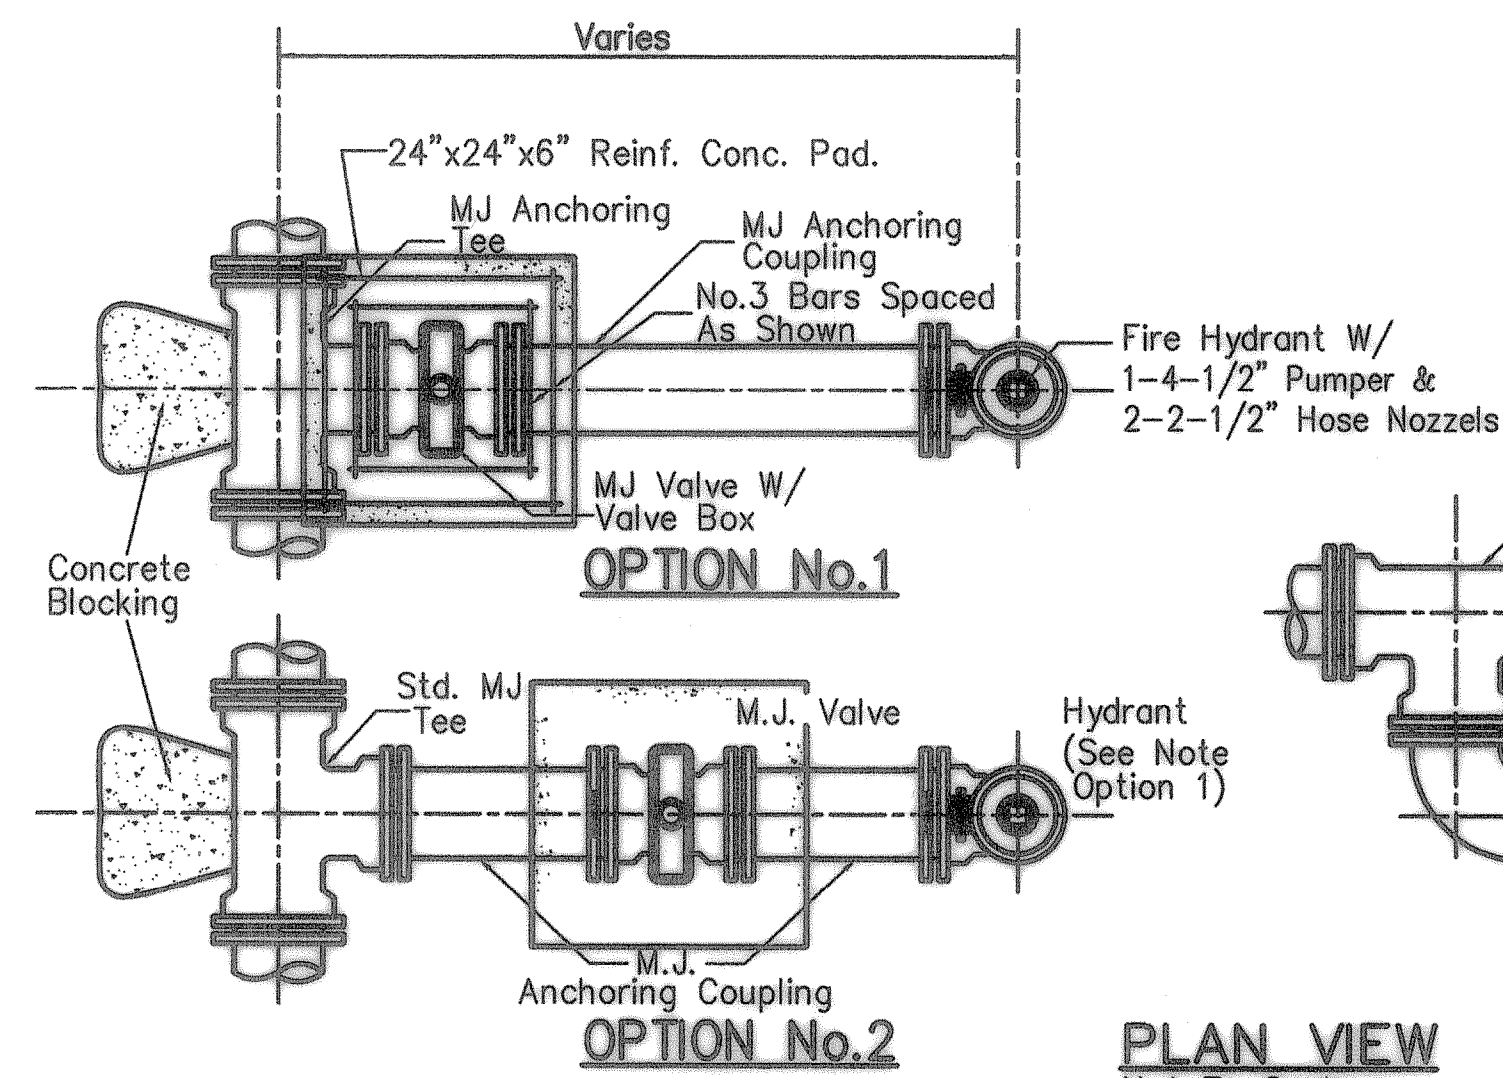 Varies
24"x24"x6" Reinf. Conc. Pad.
MJ Anchoring
Tee
MJ Anchoring
Coupling
No.3 Bars Spaced
As Shown
Fire Hydrant W/
1-4-1/2" Pumper &
2-2-1/2" Hose Nozzels
MJ Valve W/
Valve Box
OPTION No.1
Concrete
Blocking
Std. MJ
Tee
M.J. Valve
Hydrant
(See Note
Option 1)
M.J.
Anchoring Coupling
OPTION No.2
PLAN VIEW